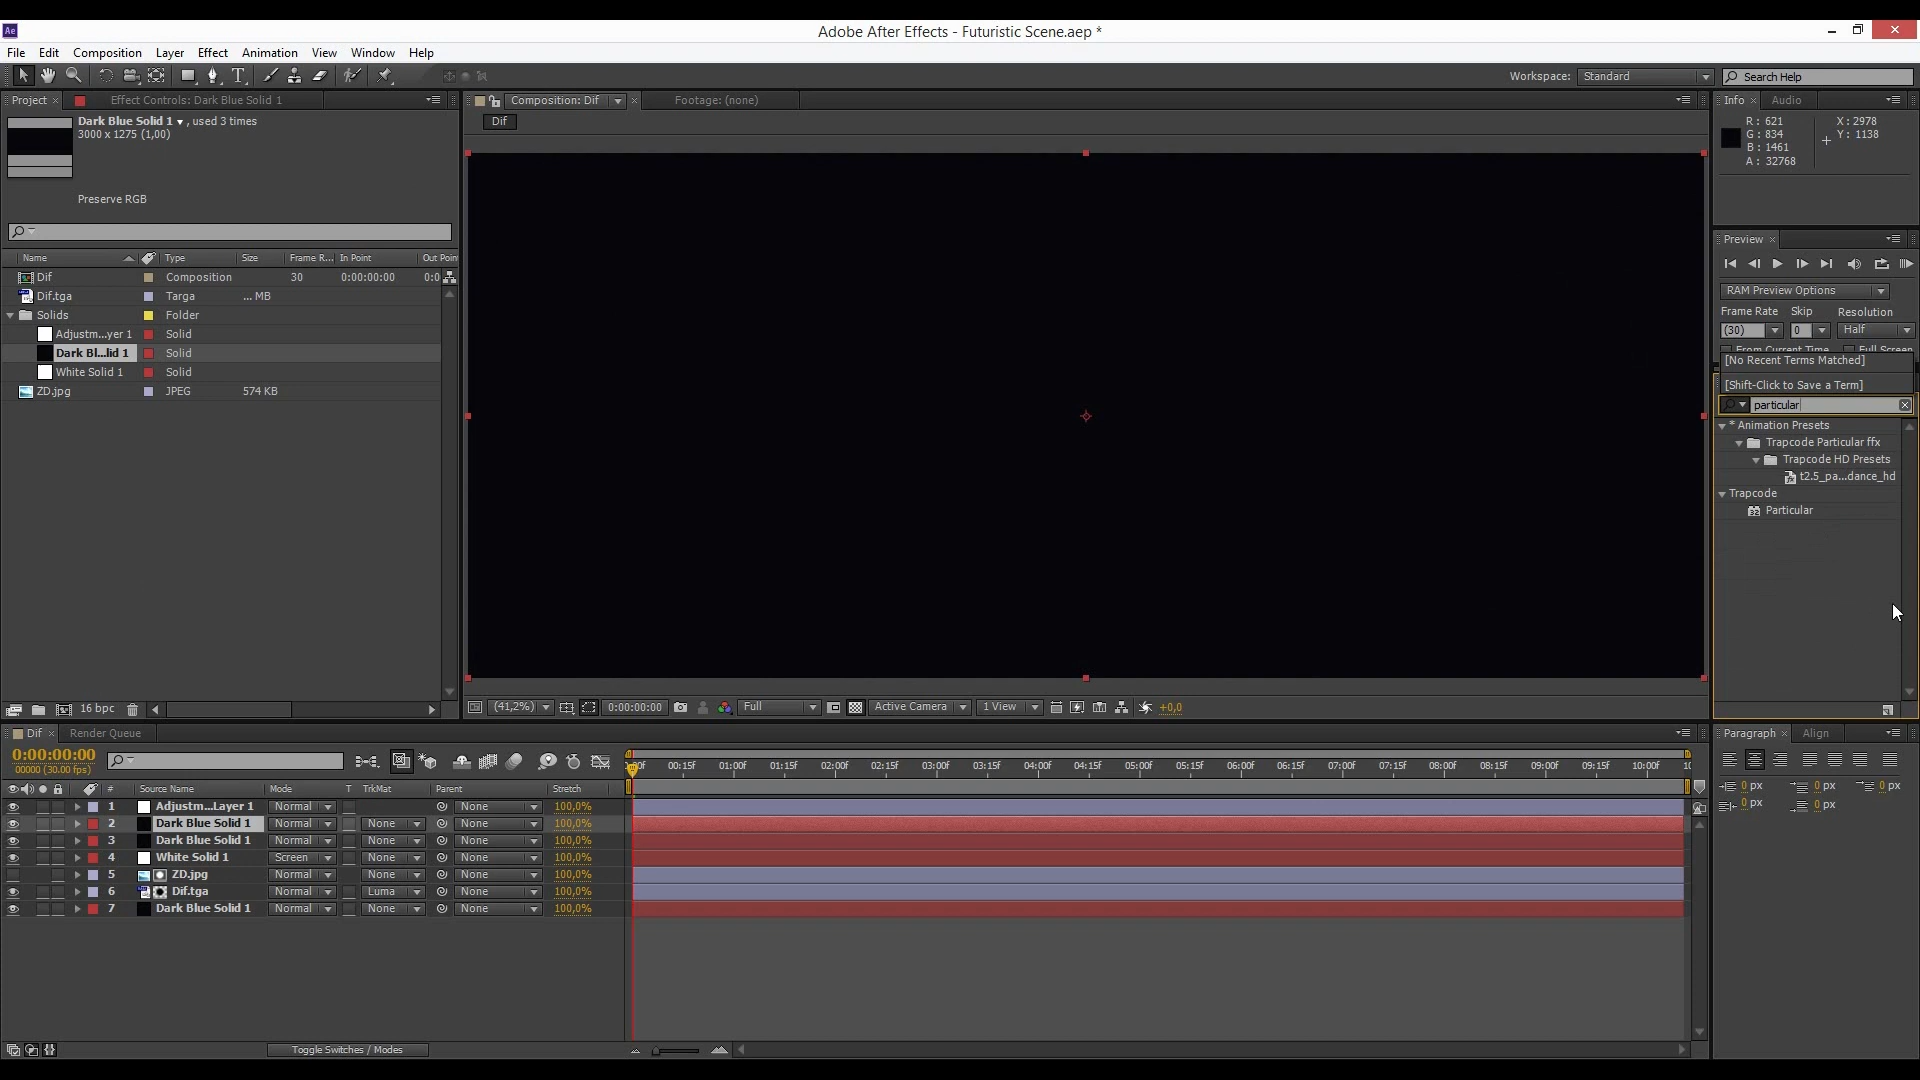 Adobe After Effects - Futuristic Scene.aep *
File Edit Composition Layer Effect Animation View Window Help
Workspace: Standard Search Help
Project Effect Controls: Dark Blue Solid 1
Composition: Dif Footage: (none)
Info Audio
Dark Blue Solid 1 , used 3 times
3000 x 1275 (1,00)
Dif
R: 621 X: 2978
G: 834 Y: 1138
B: 1461
A: 32768
Preserve RGB
Preview
Name Type Size Frame R... In Point Out Poin
Dif Composition 30 0:00:00:00 0:0
Dif.tga Targa ... MB
Solids Folder
Adjustm...yer 1 Solid
Dark Bl...lid 1 Solid
White Solid 1 Solid
ZD.jpg JPEG 574 KB
RAM Preview Options
Frame Rate Skip Resolution
(30) 0 Half
From Current Time Full Screen
[No Recent Terms Matched]
[Shift-Click to Save a Term]
particular
* Animation Presets
Trapcode Particular ffx
Trapcode HD Presets
t2.5_pa...dance_hd
Trapcode
Particular
16 bpc
(41,2%) 0:00:00:00 Full Active Camera 1 View +0,0
Dif Render Queue
Paragraph Align
0:00:00:00
00000 (30.00 fps)
00:15f 01:00f 01:15f 02:00f 02:15f 03:00f 03:15f 04:00f 04:15f 05:00f 05:15f 06:00f 06:15f 07:00f 07:15f 08:00f 08:15f 09:00f 09:15f 10:00f
# Source Name Mode T TrkMat Parent Stretch
1 Adjustm...Layer 1 Normal None 100,0%
2 Dark Blue Solid 1 Normal None None 100,0%
3 Dark Blue Solid 1 Normal None None 100,0%
4 White Solid 1 Screen None None 100,0%
5 ZD.jpg Normal None None 100,0%
6 Dif.tga Normal Luma None 100,0%
7 Dark Blue Solid 1 Normal None None 100,0%
0 px 0 px 0 px
0 px 0 px
Toggle Switches / Modes